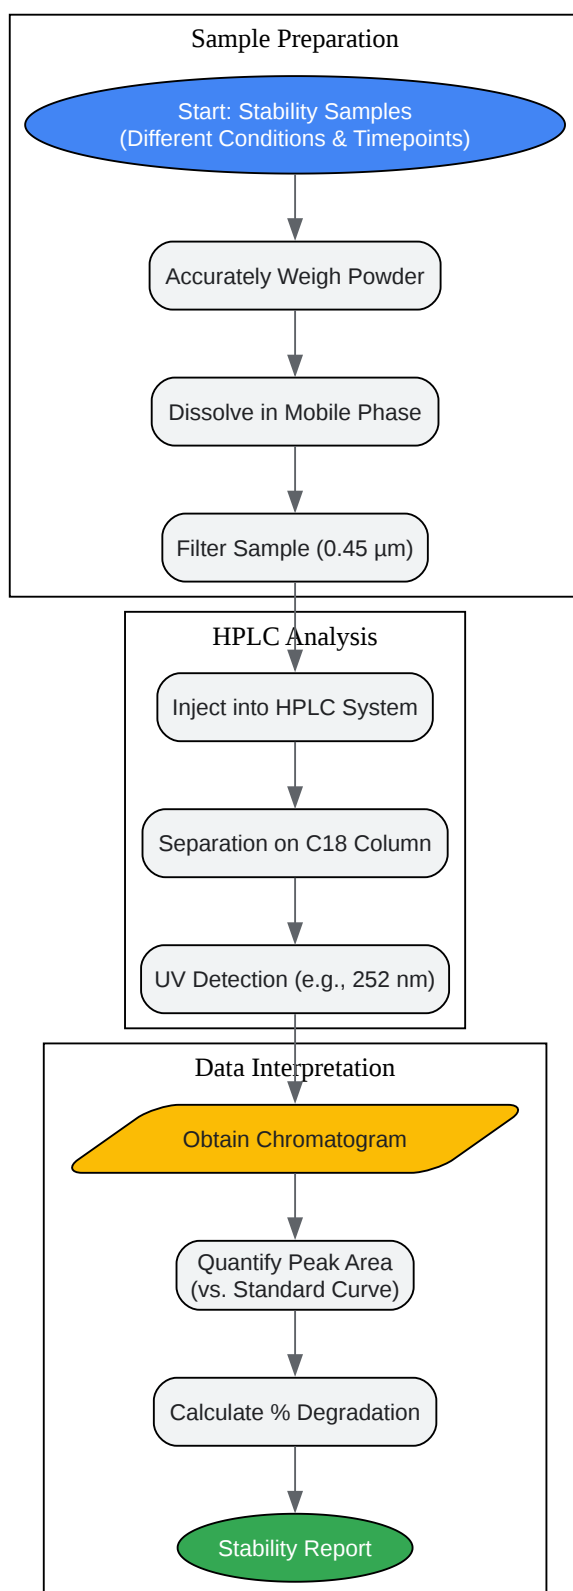 Sample Preparation
Start: Stability Samples
(Different Conditions & Timepoints)
Accurately Weigh Powder
Dissolve in Mobile Phase
Filter Sample (0.45 µm)
HPLC Analysis
Inject into HPLC System
Separation on C18 Column
UV Detection (e.g., 252 nm)
Data Interpretation
Obtain Chromatogram
Quantify Peak Area
(vs. Standard Curve)
Calculate % Degradation
Stability Report